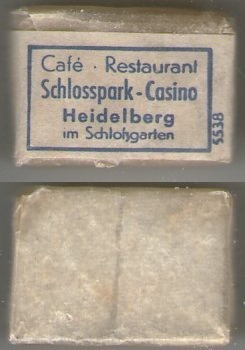 Café · Restaurant
Schlosspark - Casino
Heidelberg
im Schloßgarten
5538